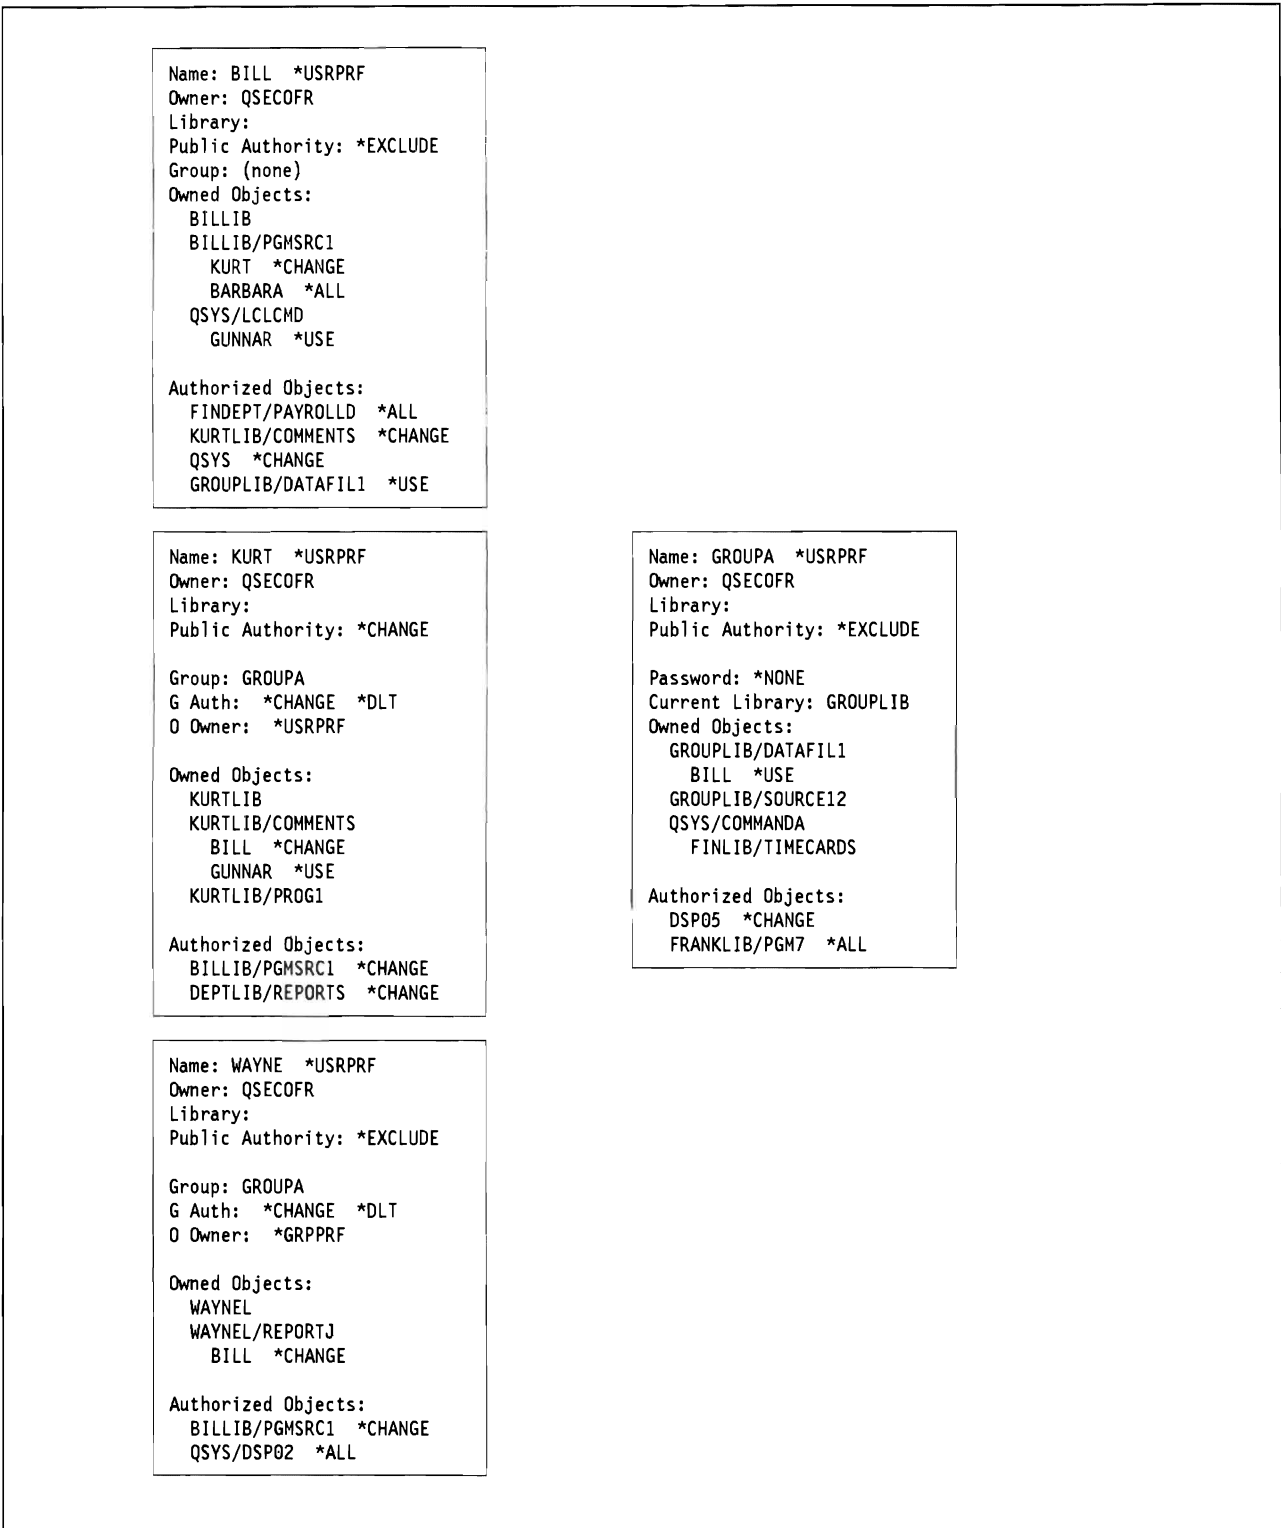 Name: BILL *USRPRF
Owner: QSECOFR
Library:
Public Authority: *EXCLUDE
Group: (none)
Owned Objects:
BILLIB
BILLIB/PGMSRC1
KURT *CHANGE
BARBARA *ALL
QSYS/LCLCMD
GUNNAR *USE
Authorized Objects:
FINDEPT/PAYROLLD *ALL
KURTLIB/COMMENTS *CHANGE
QSYS *CHANGE
GROUPLIB/DATAFIL1 *USE
Name: KURT *USRPRF
Owner: QSECOFR
Library:
Public Authority: *CHANGE
Group: GROUPA
G Auth: *CHANGE *DLT
O Owner: *USRPRF
Owned Objects:
KURTLIB
KURTLIB/COMMENTS
BILL *CHANGE
GUNNAR *USE
KURTLIB/PROG1
Authorized Objects:
BILLIB/PGMSRC1 *CHANGE
DEPTLIB/REPORTS *CHANGE
Name: GROUPA *USRPRF
Owner: QSECOFR
Library:
Public Authority: *EXCLUDE
Password: *NONE
Current Library: GROUPLIB
Owned Objects:
GROUPLIB/DATAFIL1
BILL *USE
GROUPLIB/SOURCE12
QSYS/COMMANDA
FINLIB/TIMECARDS
Authorized Objects:
DSP05 *CHANGE
FRANKLIB/PGM7 *ALL
Name: WAYNE *USRPRF
Owner: QSECOFR
Library:
Public Authority: *EXCLUDE
Group: GROUPA
G Auth: *CHANGE *DLT
O Owner: *GRPPRF
Owned Objects:
WAYNEL
WAYNEL/REPORTJ
BILL *CHANGE
Authorized Objects:
BILLIB/PGMSRC1 *CHANGE
QSYS/DSP02 *ALL